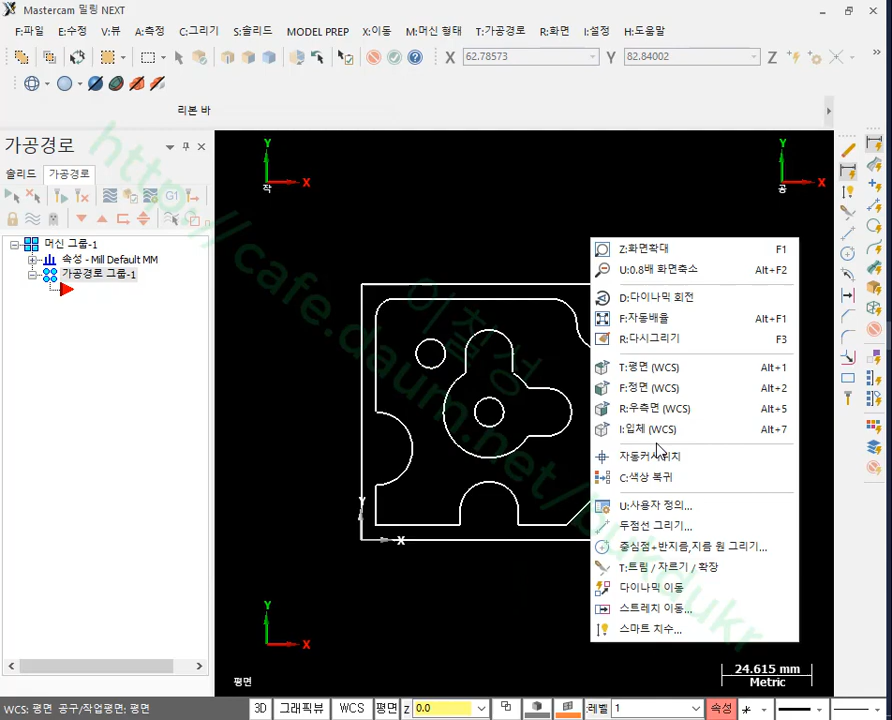 Mastercam 밀링 NEXT
F:파일 E:수정 V:뷰 A:측정 C:그리기 S:솔리드 MODEL PREP X:이동 M:머신 형태 T:가공경로 R:화면 I:설정 H:도움말
X 62.78573 Y 82.84002 Z
리본 바
가공경로
솔리드 가공경로
G1
머신 그룹-1
속성 - Mill Default MM
가공경로 그룹-1
Y X
Y X
Z:화면확대 F1
U:0.8배 화면축소 Alt+F2
D:다이나믹 회전
F:자동배율 Alt+F1
R:다시그리기 F3
T:평면 (WCS) Alt+1
F:정면 (WCS) Alt+2
R:우측면 (WCS) Alt+5
I:입체 (WCS) Alt+7
C:색상 복귀
U:사용자 정의...
두점선 그리기...
중심점+반지름,지름 원 그리기...
T:트림 / 자르기 / 확장
다이나믹 이동
스트레치 이동...
스마트 치수...
Y
X
Y
X
평면
24.615 mm
Metric
WCS: 평면 공구/작업평면: 평면
3D 그래픽뷰 WCS 평면 Z 0.0 레벨 1 속성
http://cafe.daum.net/bukdukr
이철성